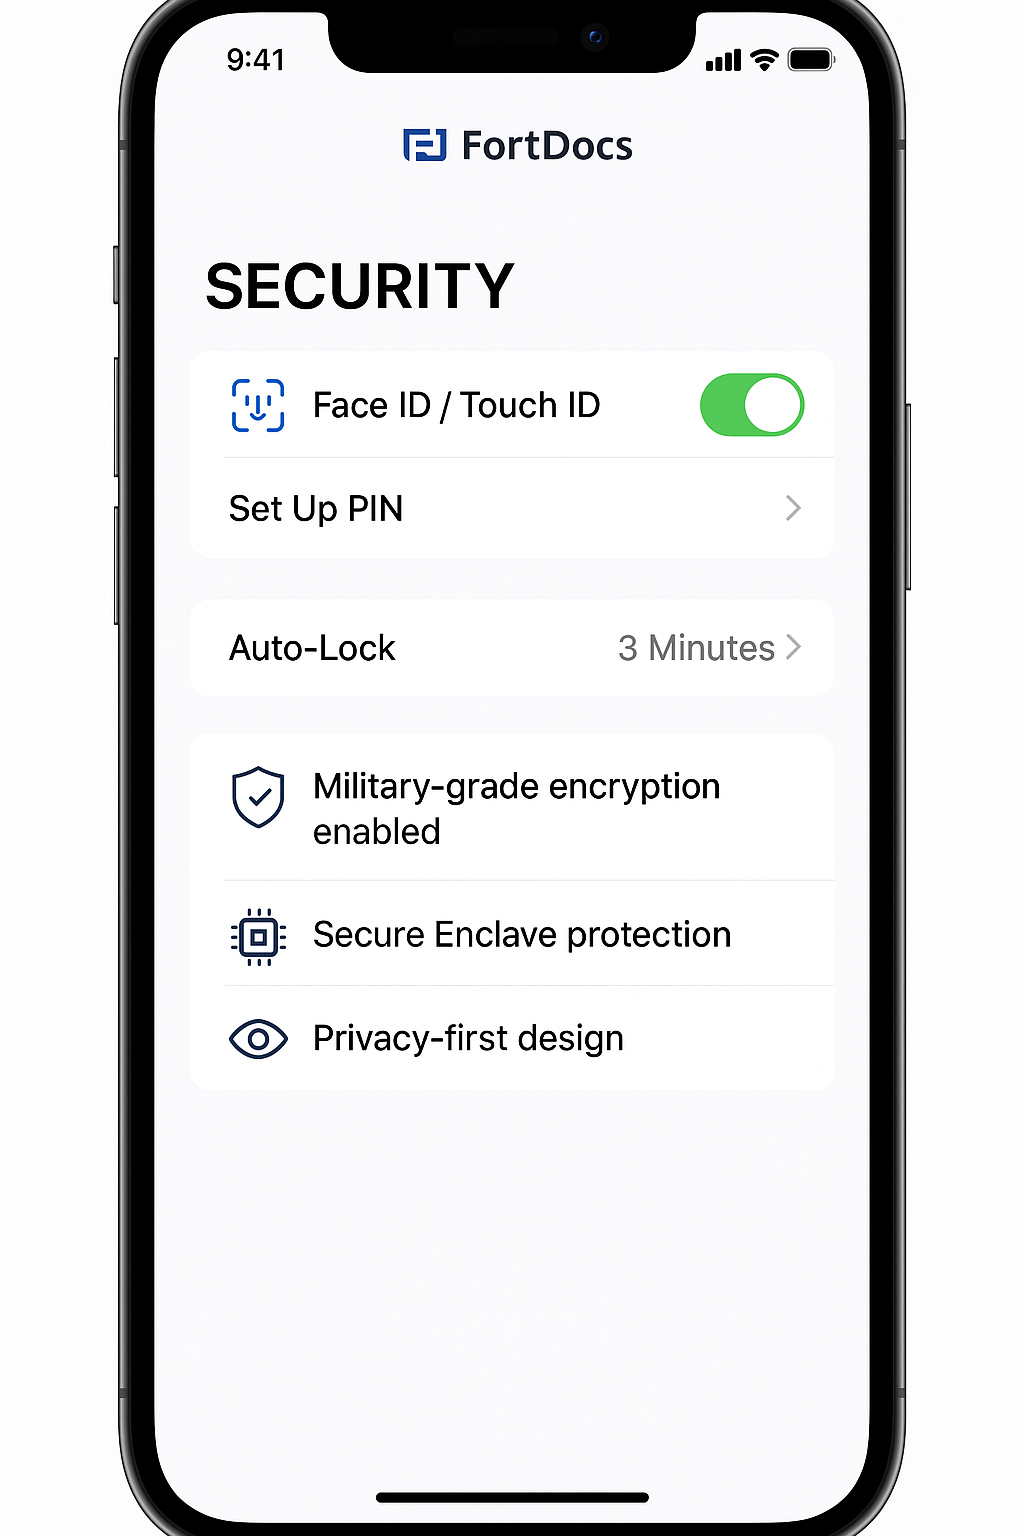 9:41
FortDocs
SECURITY
Face ID / Touch ID
Set Up PIN
Auto-Lock 3 Minutes
Military-grade encryption
enabled
Secure Enclave protection
Privacy-first design